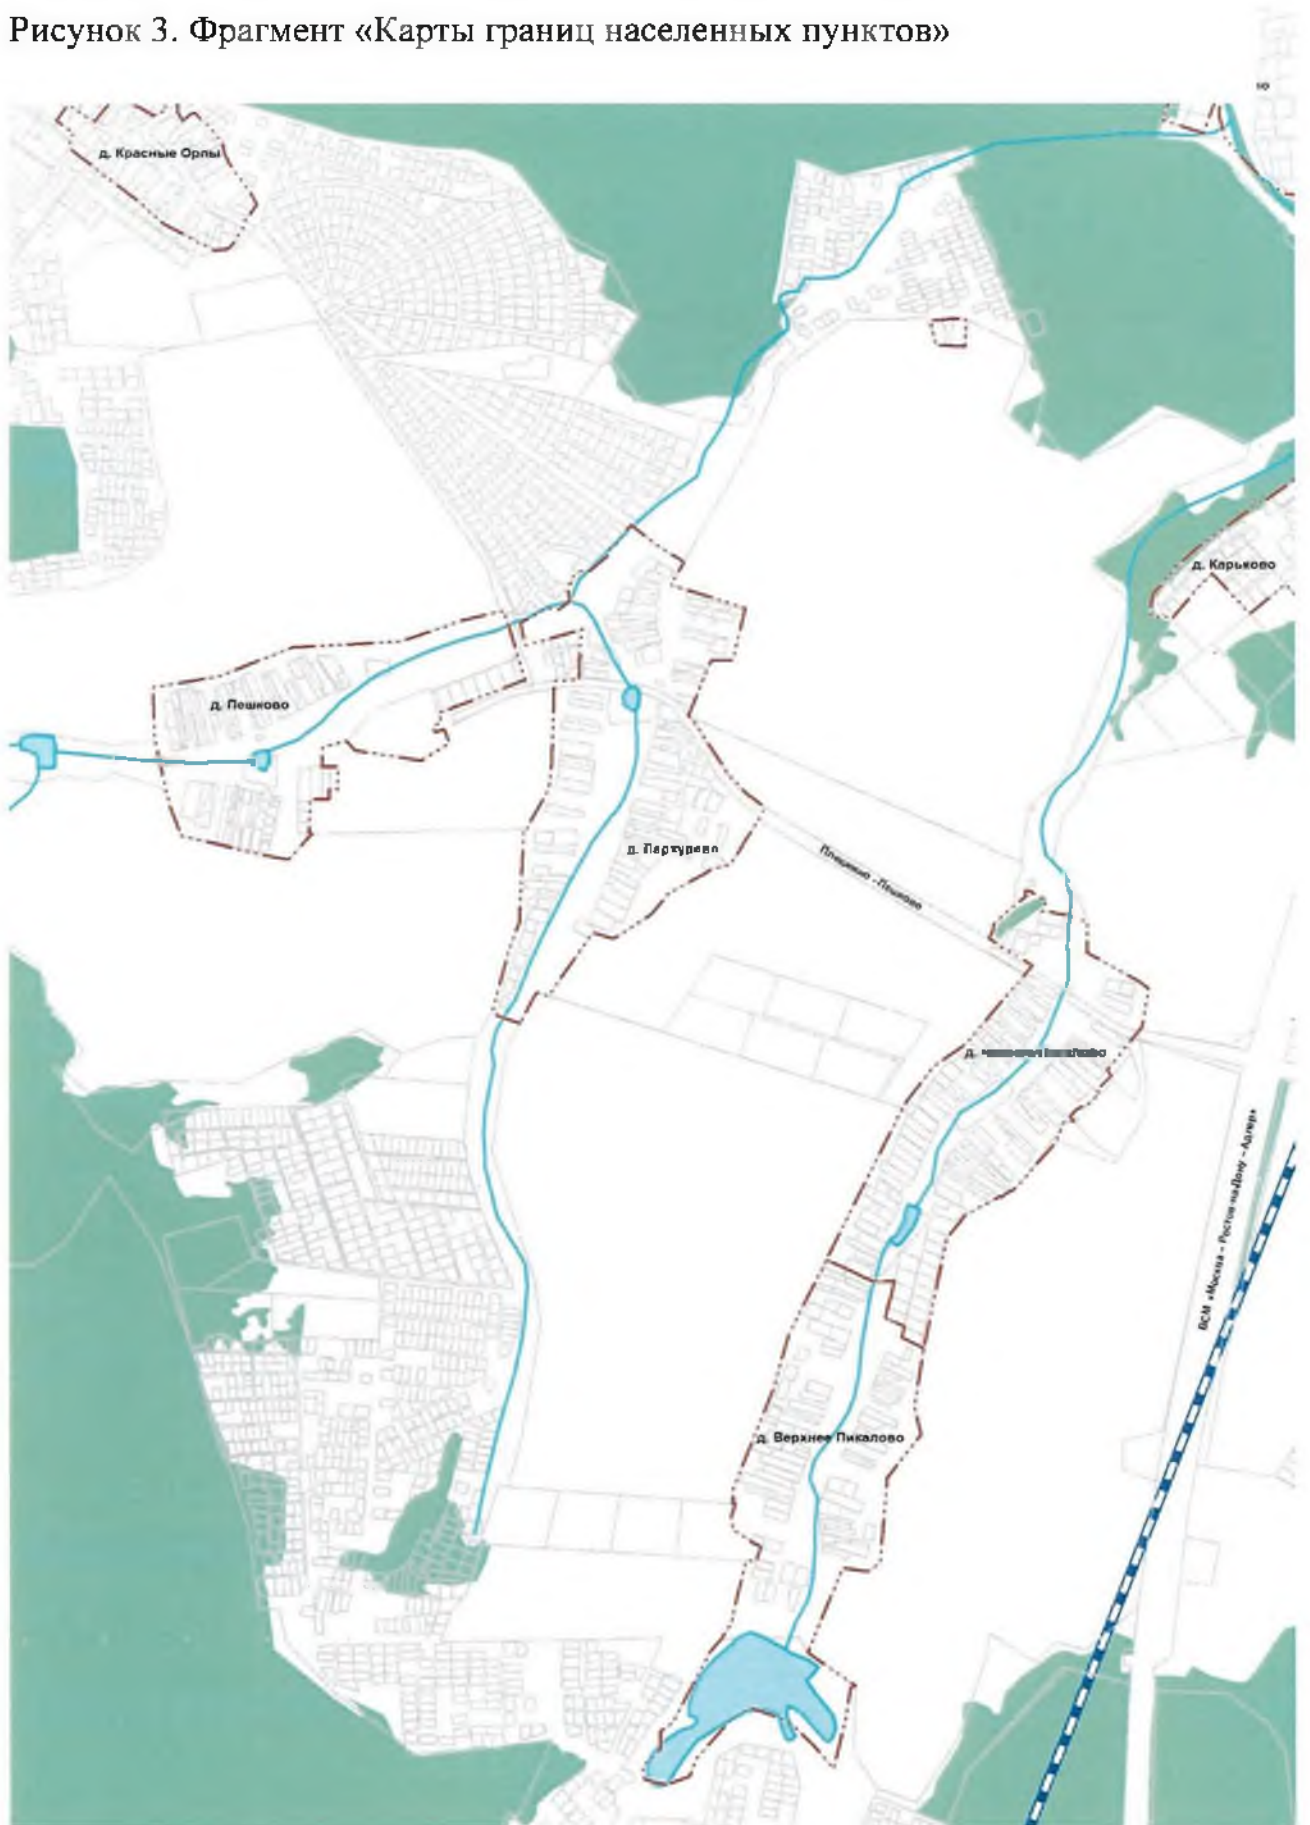 Рисунок 3. Фрагмент «Карты границ населенных пунктов»
д. Красные Орлы
д. Карьково
д. Пешково
д. Партурово
Плещеево - Пешково
д.
ВСМ «Москва – Ростов-на-Дону – Адлер»
д. Верхнее Пикалово